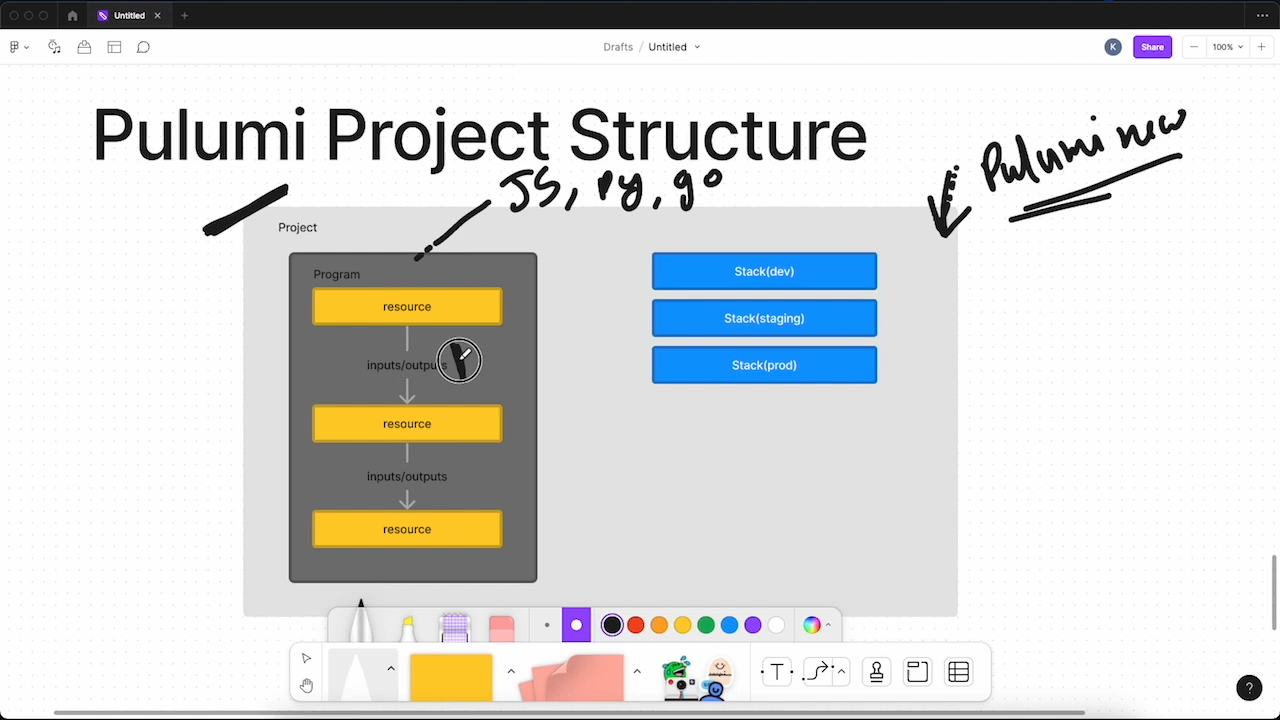 Untitled
Drafts / Untitled
K
Share
100%
Pulumi Project Structure
Pulumi new
JS, Py, go
Project
Program
resource
inputs/outputs
resource
inputs/outputs
resource
Stack(dev)
Stack(staging)
Stack(prod)
T
?